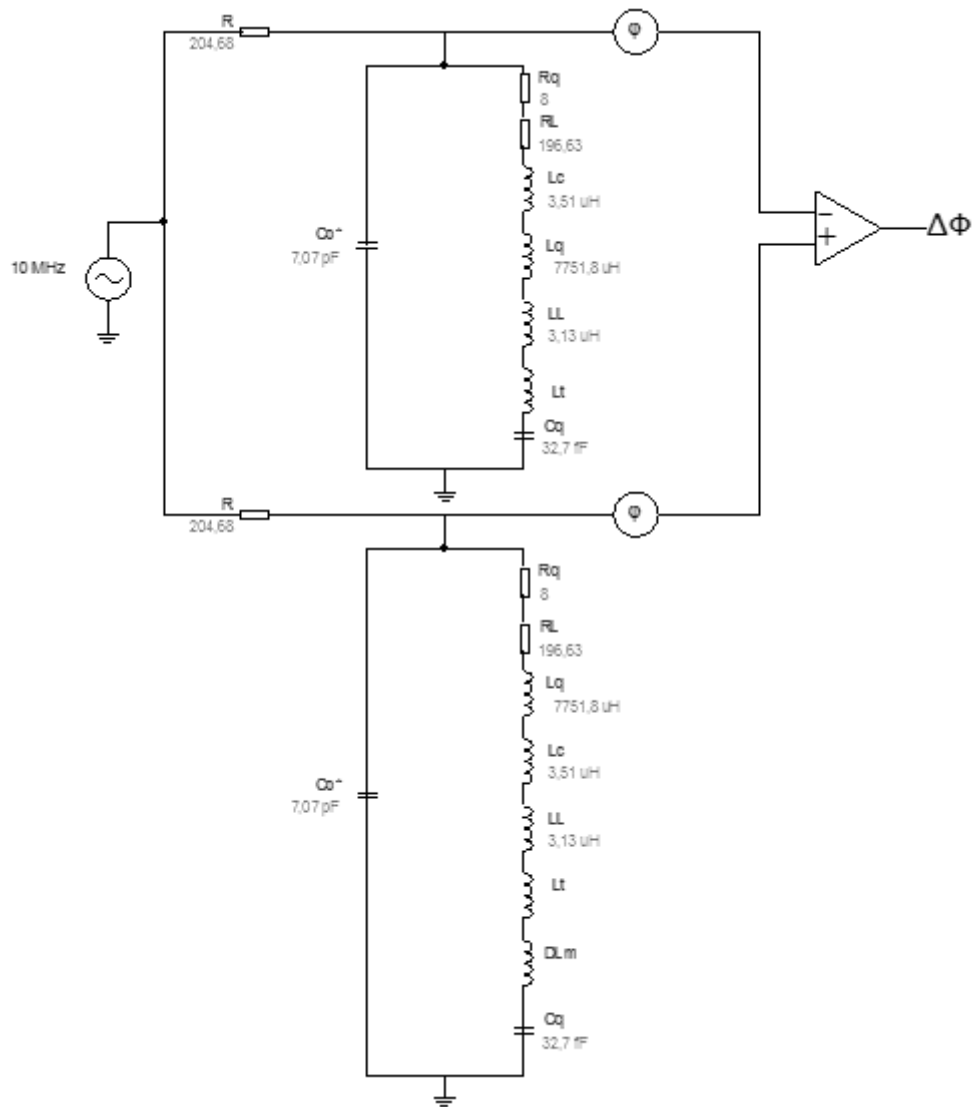 R
204,68
φ
Rq
8
RL
196,63
Lc
3,51 uH
Co*
7,07 pF
Lq
7751,8 uH
10 MHz
−
+
ΔΦ
LL
3,13 uH
Lt
Cq
32,7 fF
R
204,68
φ
Rq
8
RL
196,63
Lq
7751,8 uH
Lc
3,51 uH
Co*
7,07 pF
LL
3,13 uH
Lt
DLm
Cq
32,7 fF